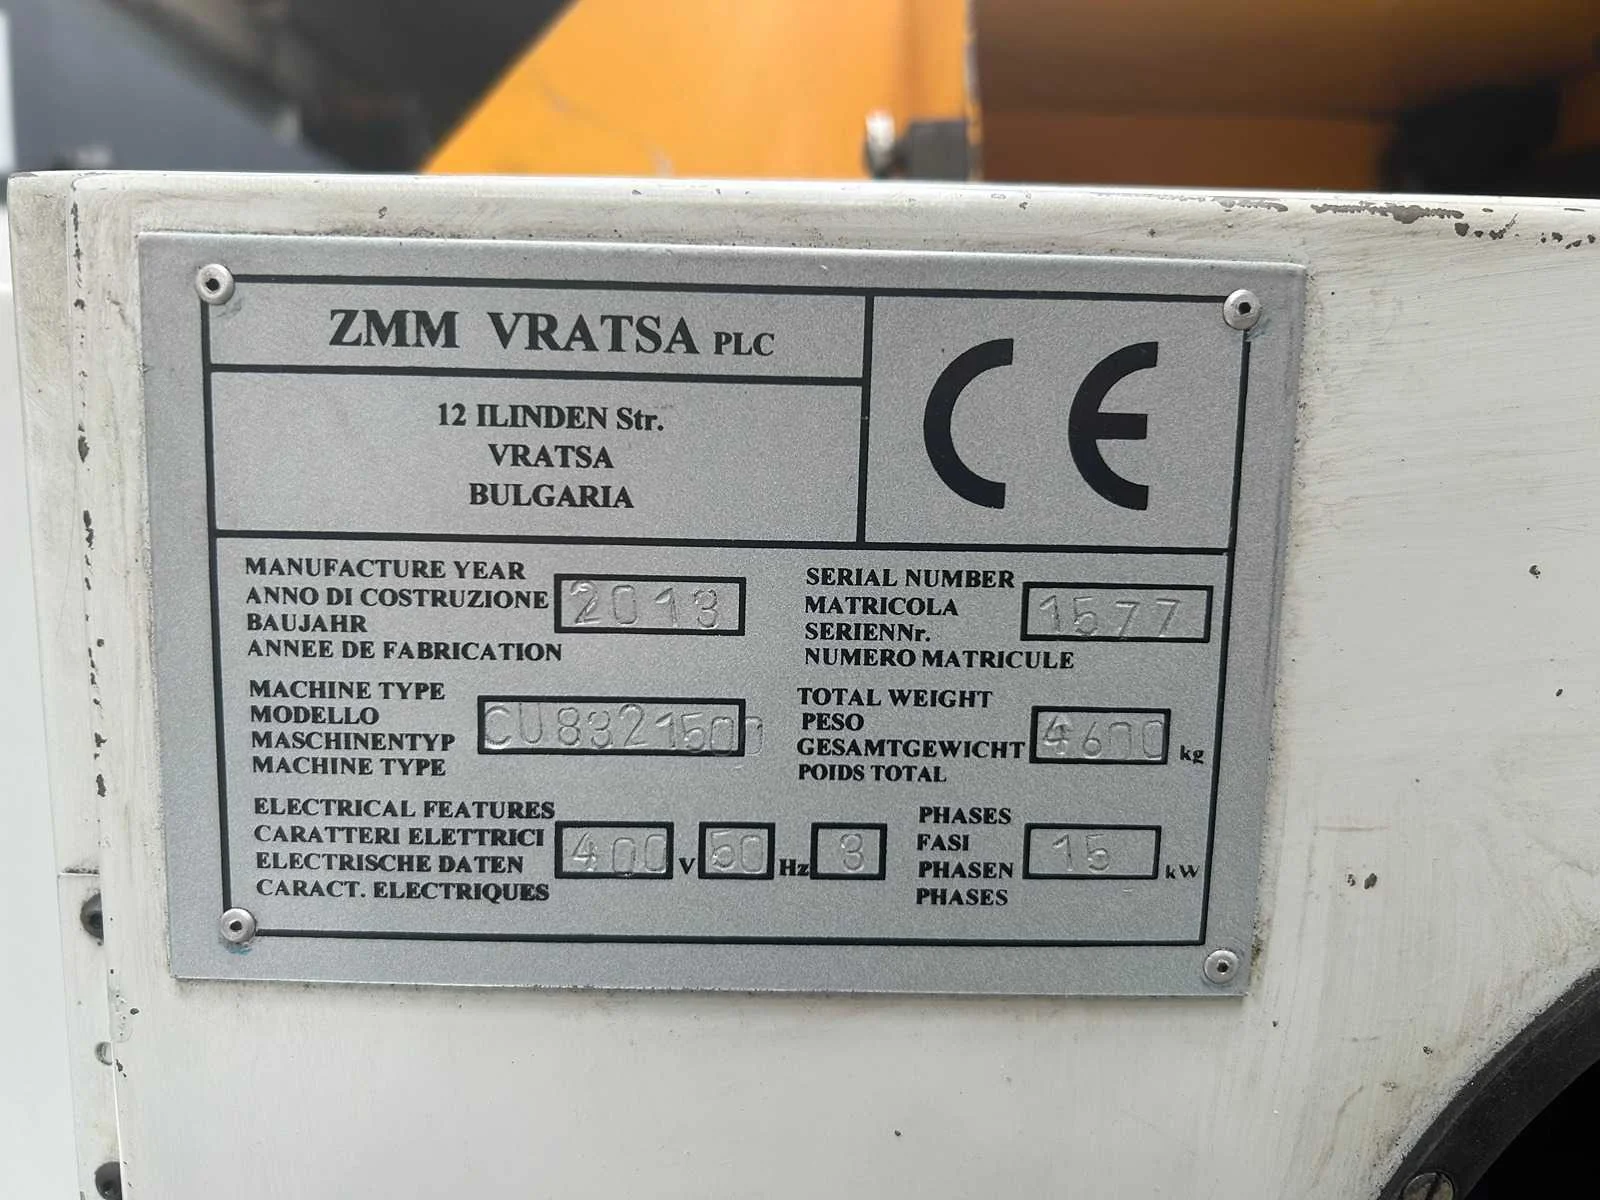 ZMM VRATSA PLC
CE
12 ILINDEN Str.
VRATSA
BULGARIA
MANUFACTURE YEAR
ANNO DI COSTRUZIONE 2013
BAUJAHR
ANNEE DE FABRICATION
SERIAL NUMBER
MATRICOLA 1577
SERIENNr.
NUMERO MATRICULE
MACHINE TYPE
MODELLO CU8321500
MASCHINENTYP
MACHINE TYPE
TOTAL WEIGHT
PESO
GESAMTGEWICHT 4600 kg
POIDS TOTAL
ELECTRICAL FEATURES
CARATTERI ELETTRICI 400 V 50 Hz 3
ELECTRISCHE DATEN
CARACT. ELECTRIQUES
PHASES
FASI 15 kW
PHASEN
PHASES